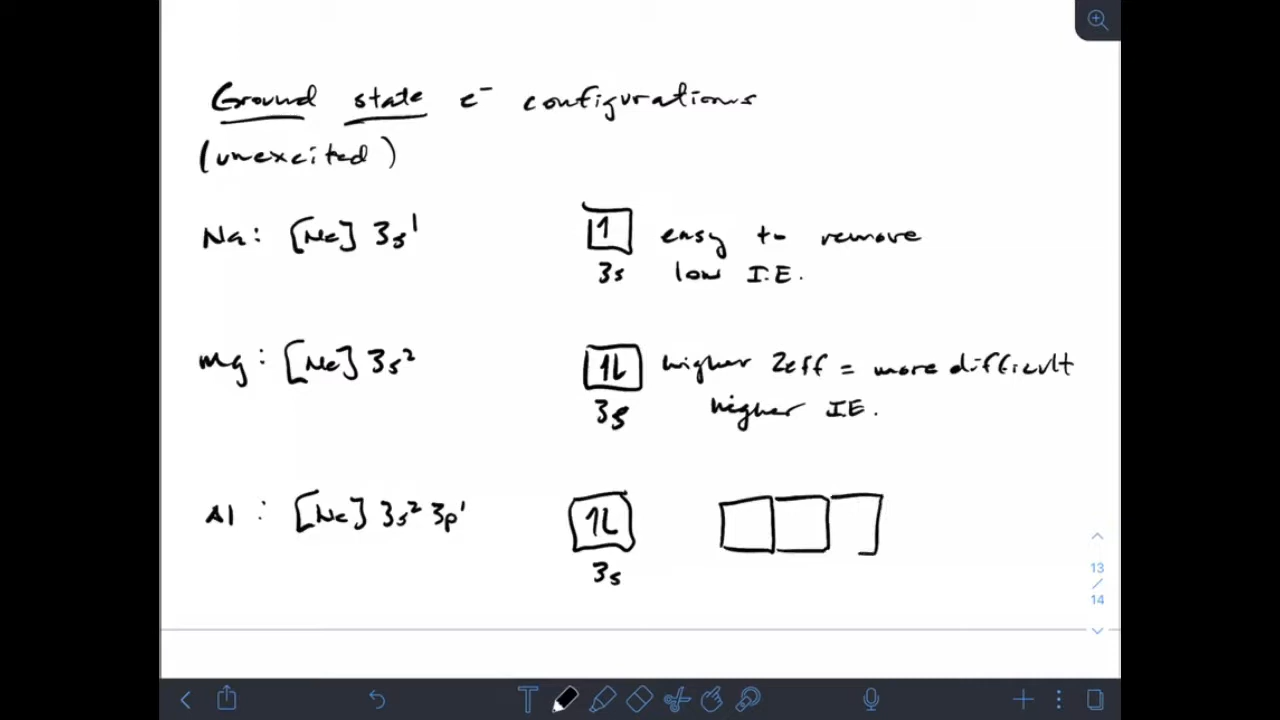 Ground state e⁻ configurations
(unexcited)
Na: [Ne] 3s¹
1
easy to remove
3s
low I.E.
Mg: [Ne] 3s²
1L
higher Zeff = more difficult
3s
higher I.E.
Al: [Ne] 3s² 3p¹
1L
3s
13
/
14
T